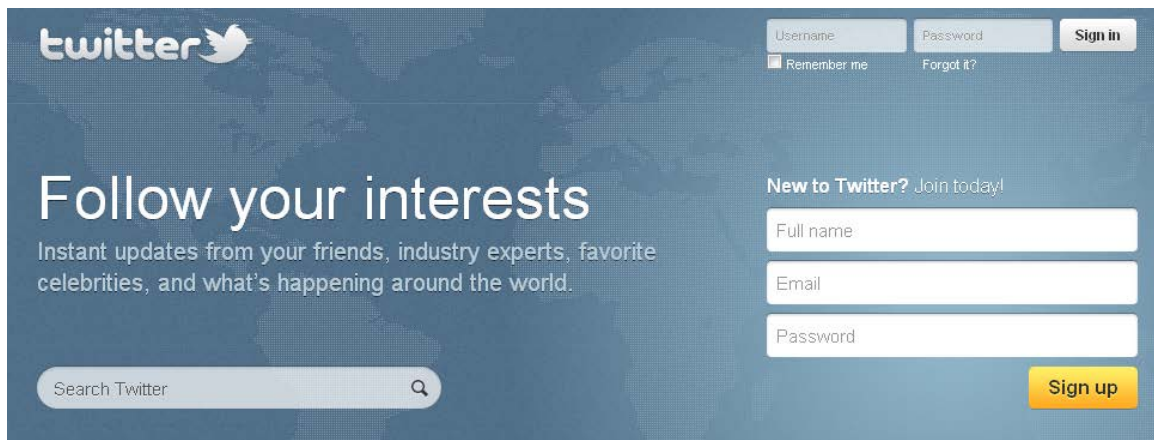 twitter
Username Password Sign in
Remember me Forgot it?
Follow your interests
Instant updates from your friends, industry experts, favorite
celebrities, and what's happening around the world.
Search Twitter
New to Twitter? Join today!
Full name
Email
Password
Sign up